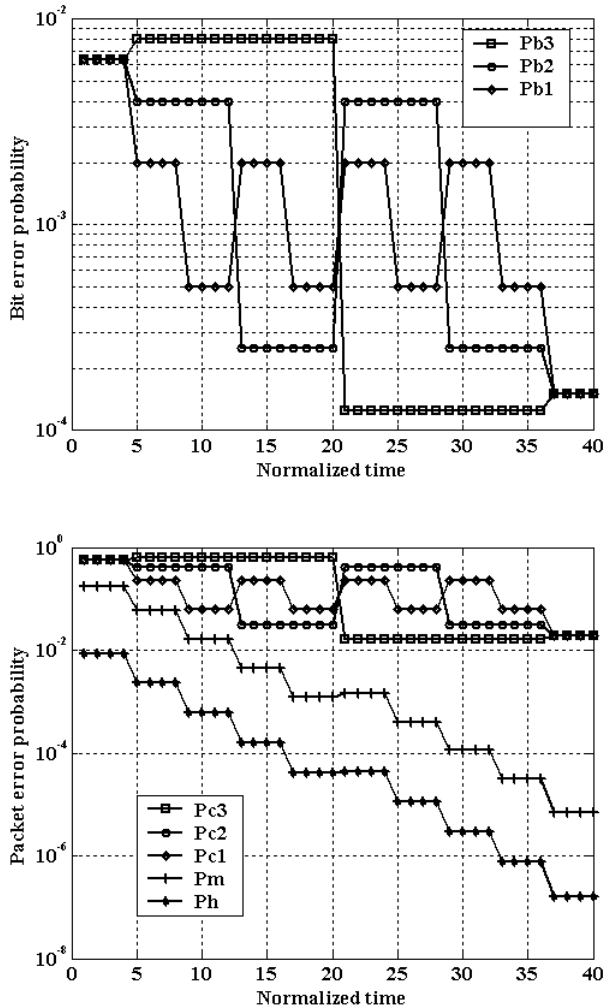 10^-2
Pb3
Pb2
Pb1
10^-3
10^-4
Bit error probability
0 5 10 15 20 25 30 35 40
Normalized time
10^0
10^-2
10^-4
10^-6
10^-8
Packet error probability
Pc3
Pc2
Pc1
Pm
Ph
0 5 10 15 20 25 30 35 40
Normalized time